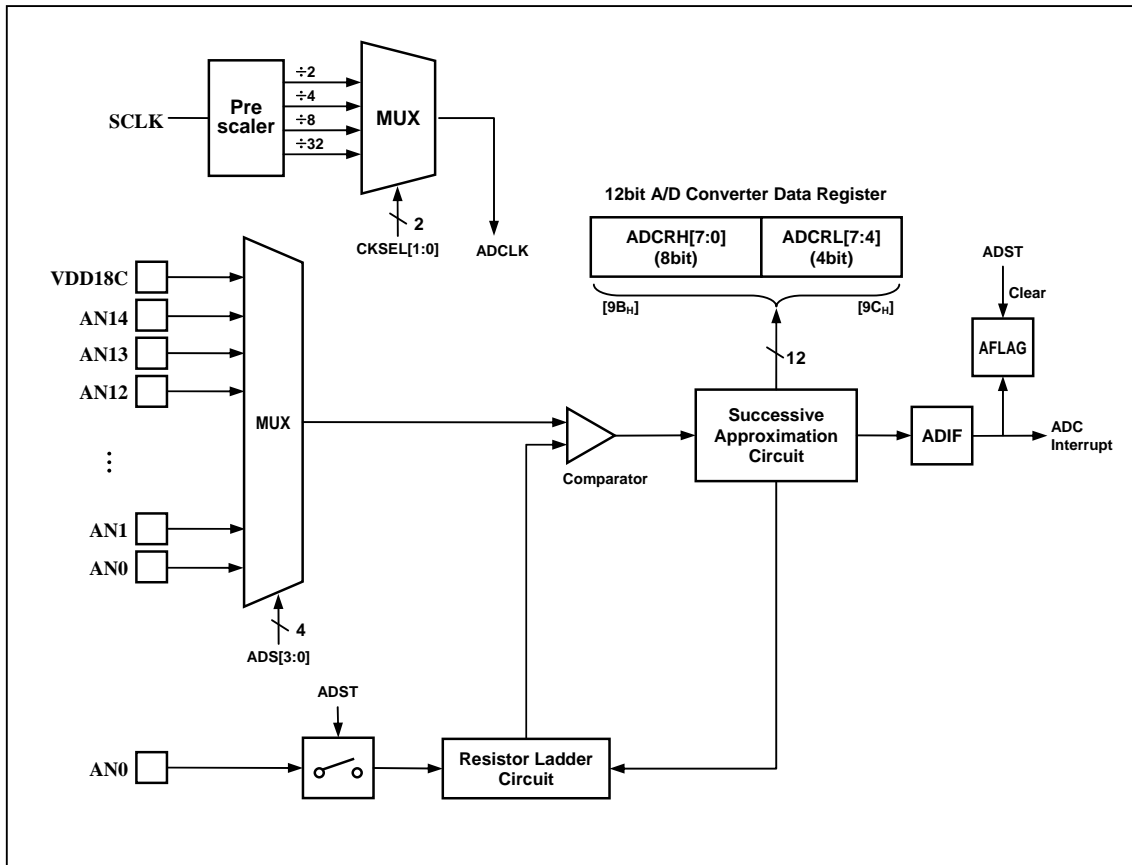 ÷2
÷4
÷8
÷32
SCLK
Pre
scaler
MUX
2
CKSEL[1:0]
ADCLK
12bit A/D Converter Data Register
ADCRH[7:0]
(8bit)
ADCRL[7:4]
(4bit)
[9BH]
[9CH]
12
ADST
Clear
AFLAG
VDD18C
AN14
AN13
AN12
...
AN1
AN0
MUX
4
ADS[3:0]
Comparator
Successive
Approximation
Circuit
ADIF
ADC
Interrupt
ADST
AN0
Resistor Ladder
Circuit